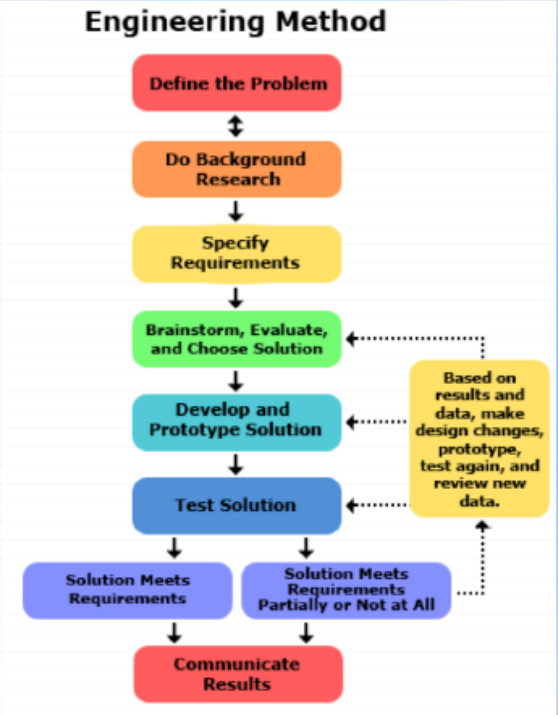 Engineering Method
Define the Problem
Do Background
Research
Specify
Requirements
Brainstorm, Evaluate,
and Choose Solution
Develop and
Prototype Solution
Test Solution
Based on
results and
data, make
design changes,
prototype,
test again, and
review new
data.
Solution Meets
Requirements
Solution Meets
Requirements
Partially or Not at All
Communicate
Results